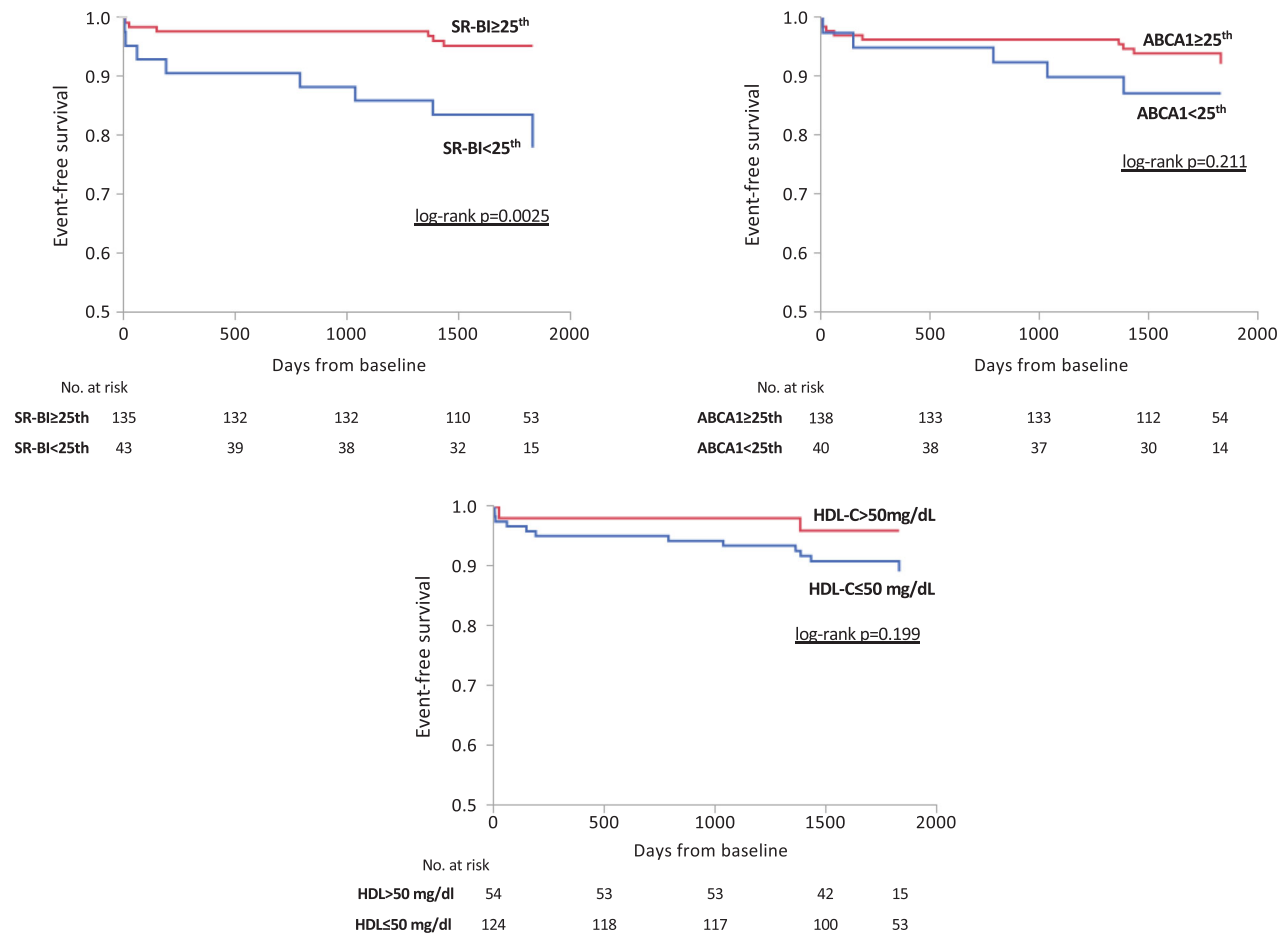 Event-free survival
1.0
0.9
0.8
0.7
0.6
0.5
SR-BI≥25th
SR-BI<25th
log-rank p=0.0025
0 500 1000 1500 2000
Days from baseline
No. at risk
SR-BI≥25th 135 132 132 110 53
SR-BI<25th 43 39 38 32 15
Event-free survival
1.0
0.9
0.8
0.7
0.6
0.5
ABCA1≥25th
ABCA1<25th
log-rank p=0.211
0 500 1000 1500 2000
Days from baseline
No. at risk
ABCA1≥25th 138 133 133 112 54
ABCA1<25th 40 38 37 30 14
Event-free survival
1.0
0.9
0.8
0.7
0.6
0.5
HDL-C>50mg/dL
HDL-C≤50 mg/dL
log-rank p=0.199
0 500 1000 1500 2000
Days from baseline
No. at risk
HDL>50 mg/dl 54 53 53 42 15
HDL≤50 mg/dl 124 118 117 100 53